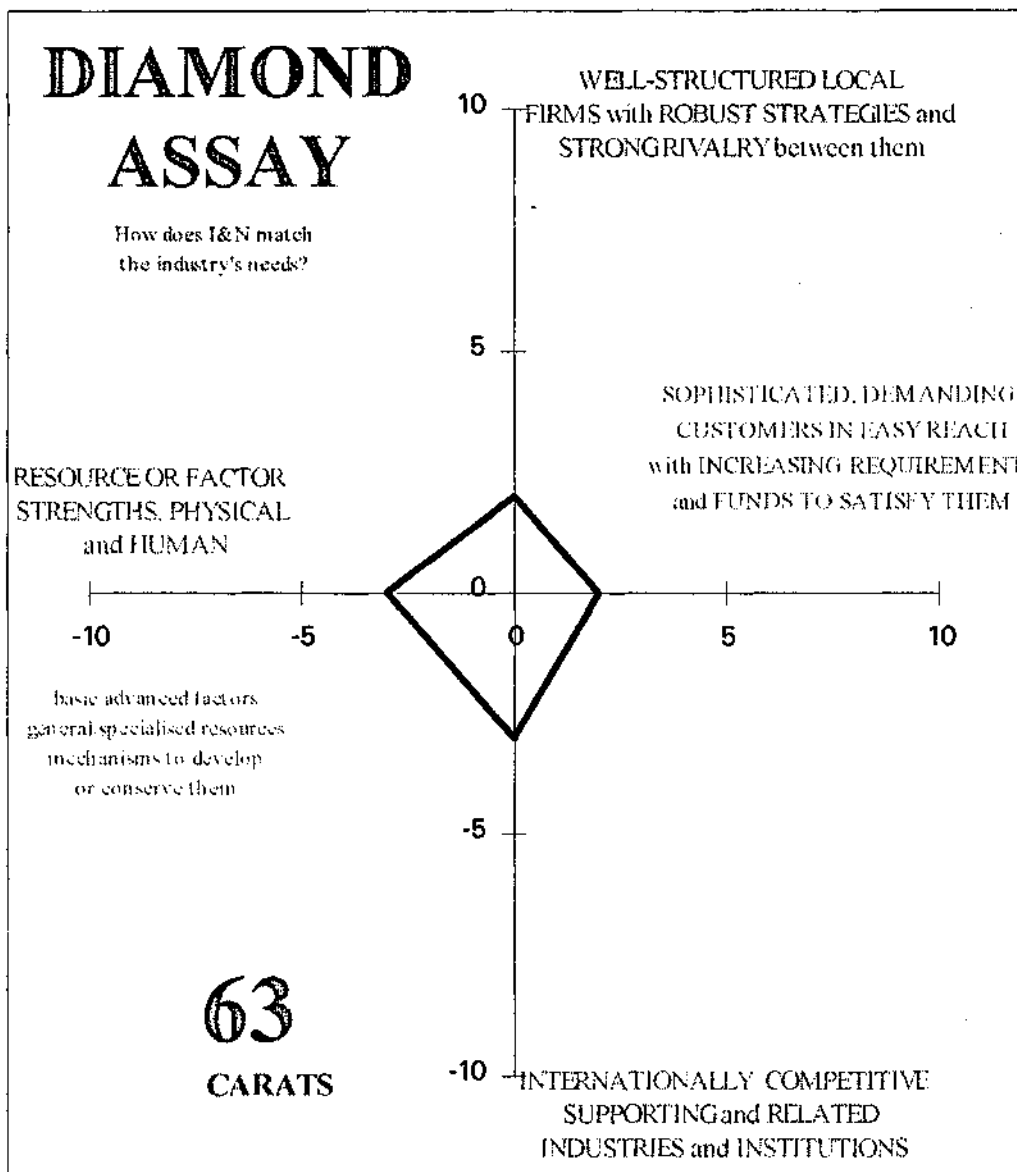 DIAMOND
ASSAY
How does I&N match
the industry's needs?
WELL-STRUCTURED LOCAL
FIRMS with ROBUST STRATEGIES and
STRONG RIVALRY between them
10
5
0
-5
-10
SOPHISTICATED, DEMANDING
CUSTOMERS IN EASY REACH
with INCREASING REQUIREMENT
and FUNDS TO SATISFY THEM
RESOURCE OR FACTOR
STRENGTHS, PHYSICAL
and HUMAN
-10 -5 0 5 10
basic advanced factors
general specialised resources
mechanisms to develop
or conserve them
63
CARATS
INTERNATIONALLY COMPETITIVE
SUPPORTING and RELATED
INDUSTRIES and INSTITUTIONS